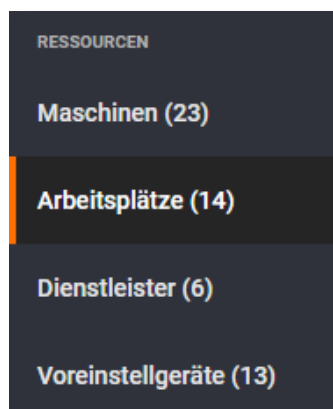 RESSOURCEN
Maschinen (23)
Arbeitsplätze (14)
Dienstleister (6)
Voreinstellgeräte (13)